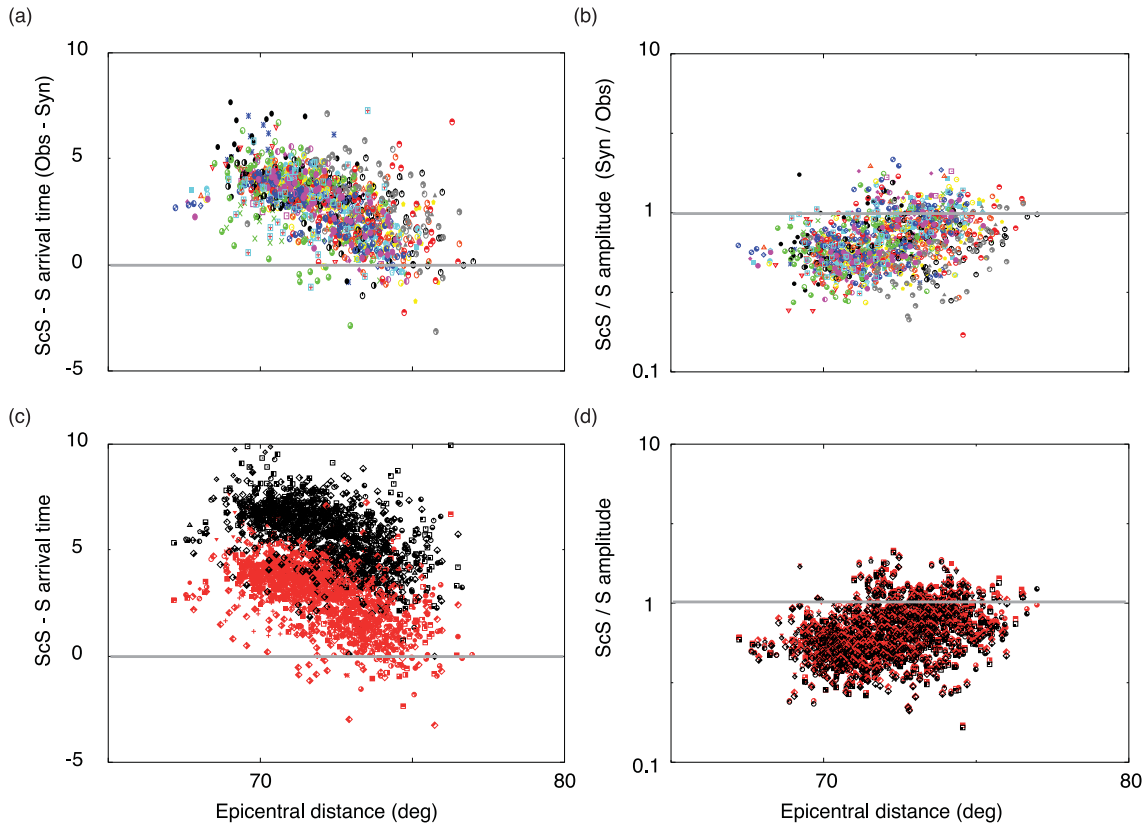 (a)
(b)
10
5
0
-5
70
80
ScS - S arrival time (Obs - Syn)
10
1
0.1
70
80
ScS / S amplitude (Syn / Obs)
(c)
(d)
10
5
0
-5
70
80
ScS - S arrival time
Epicentral distance (deg)
10
1
0.1
70
80
ScS / S amplitude
Epicentral distance (deg)